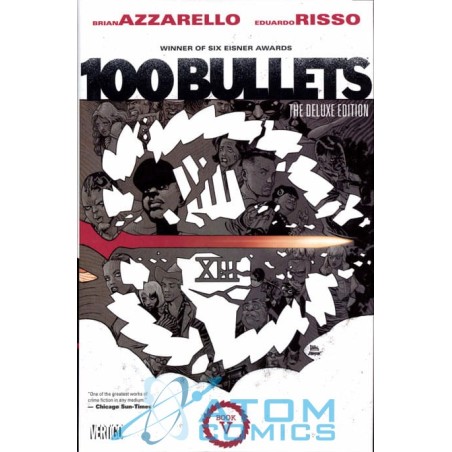 BRIAN AZZARELLO EDUARDO RISSO
WINNER OF SIX EISNER AWARDS
100 BULLETS
THE DELUXE EDITION
XIII
"One of the greatest works of
crime fiction in any medium."
— Chicago Sun-Times
VERTIGO
BOOK
V
ATOM
COMICS